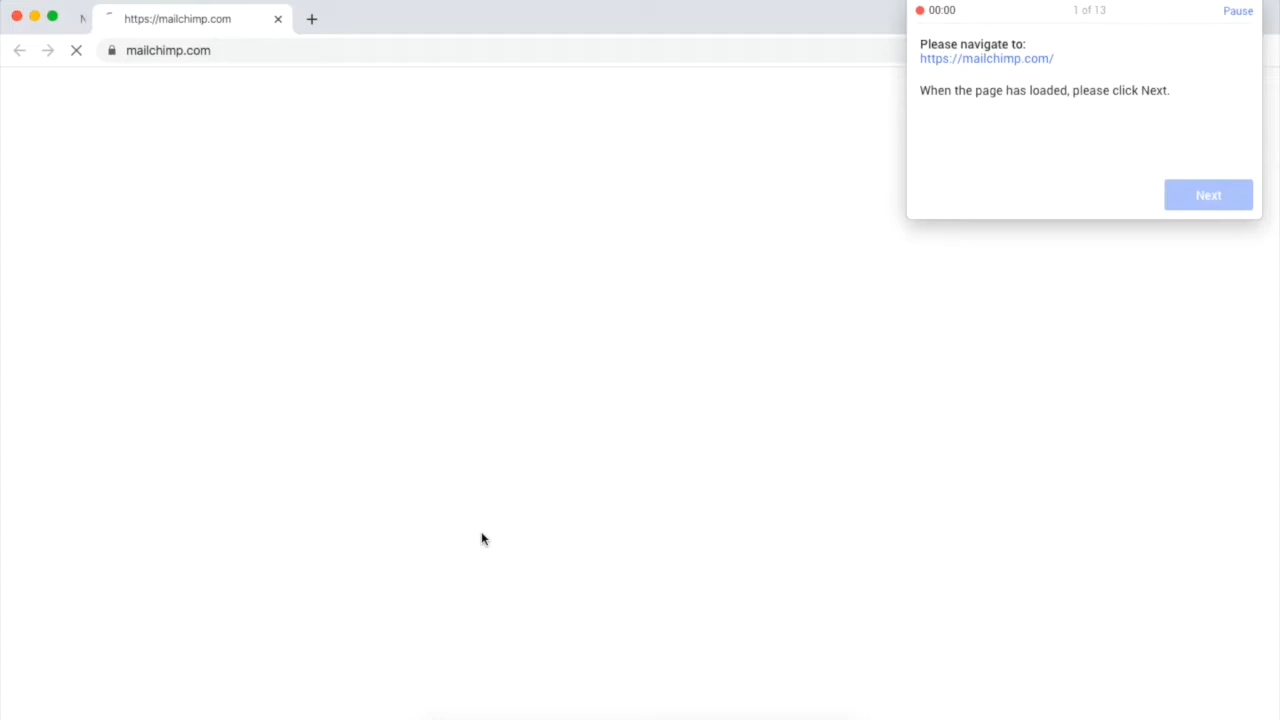 https://mailchimp.com
mailchimp.com
00:00
1 of 13
Pause
Please navigate to:
https://mailchimp.com/
When the page has loaded, please click Next.
Next